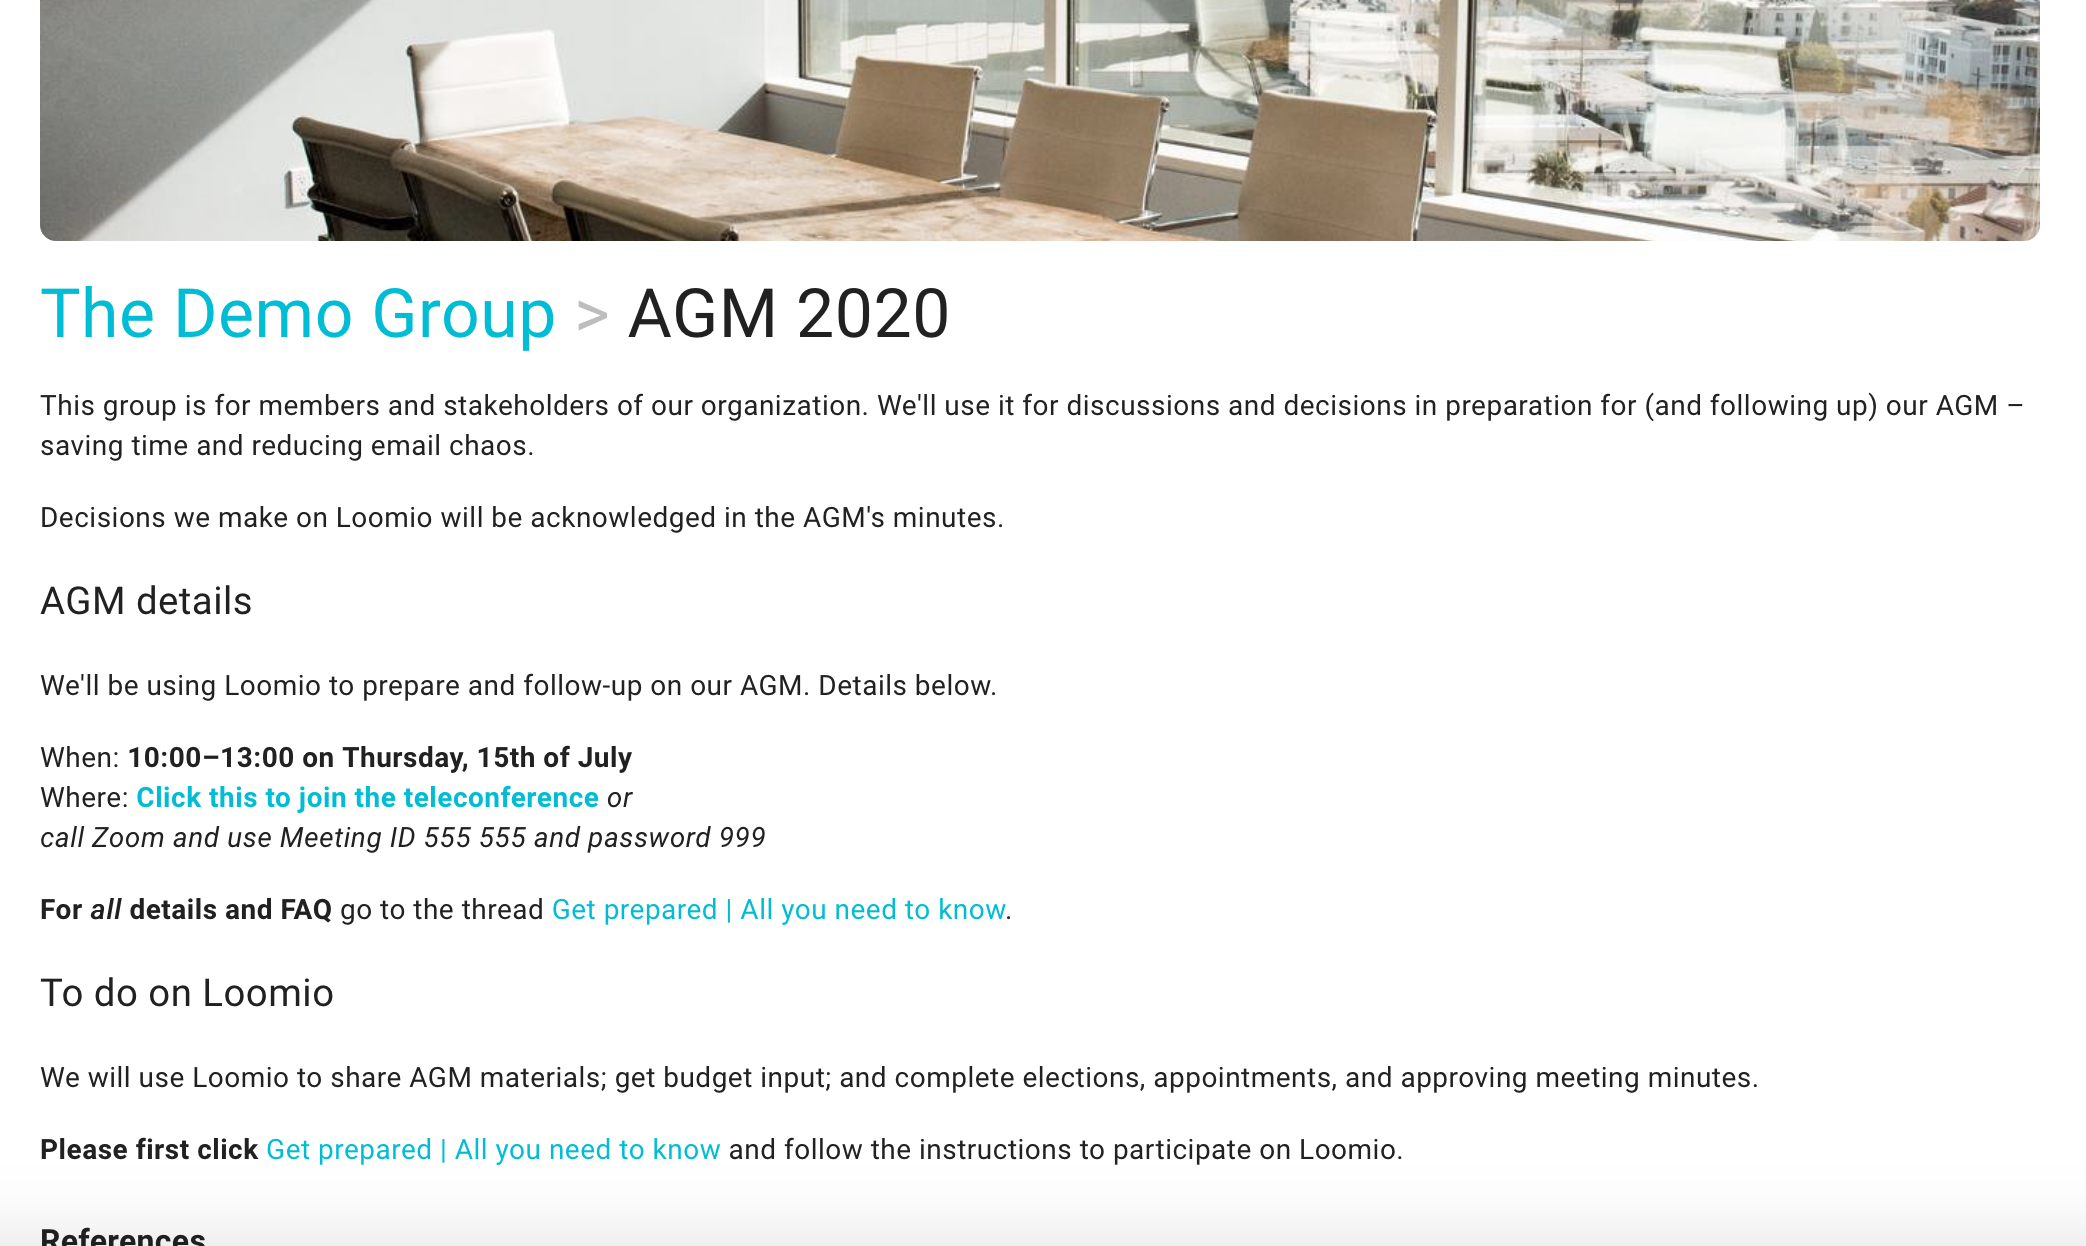 The Demo Group > AGM 2020
This group is for members and stakeholders of our organization. We'll use it for discussions and decisions in preparation for (and following up) our AGM –
saving time and reducing email chaos.
Decisions we make on Loomio will be acknowledged in the AGM's minutes.
AGM details
We'll be using Loomio to prepare and follow-up on our AGM. Details below.
When: 10:00–13:00 on Thursday, 15th of July
Where: Click this to join the teleconference or
call Zoom and use Meeting ID 555 555 and password 999
For all details and FAQ go to the thread Get prepared | All you need to know.
To do on Loomio
We will use Loomio to share AGM materials; get budget input; and complete elections, appointments, and approving meeting minutes.
Please first click Get prepared | All you need to know and follow the instructions to participate on Loomio.
References